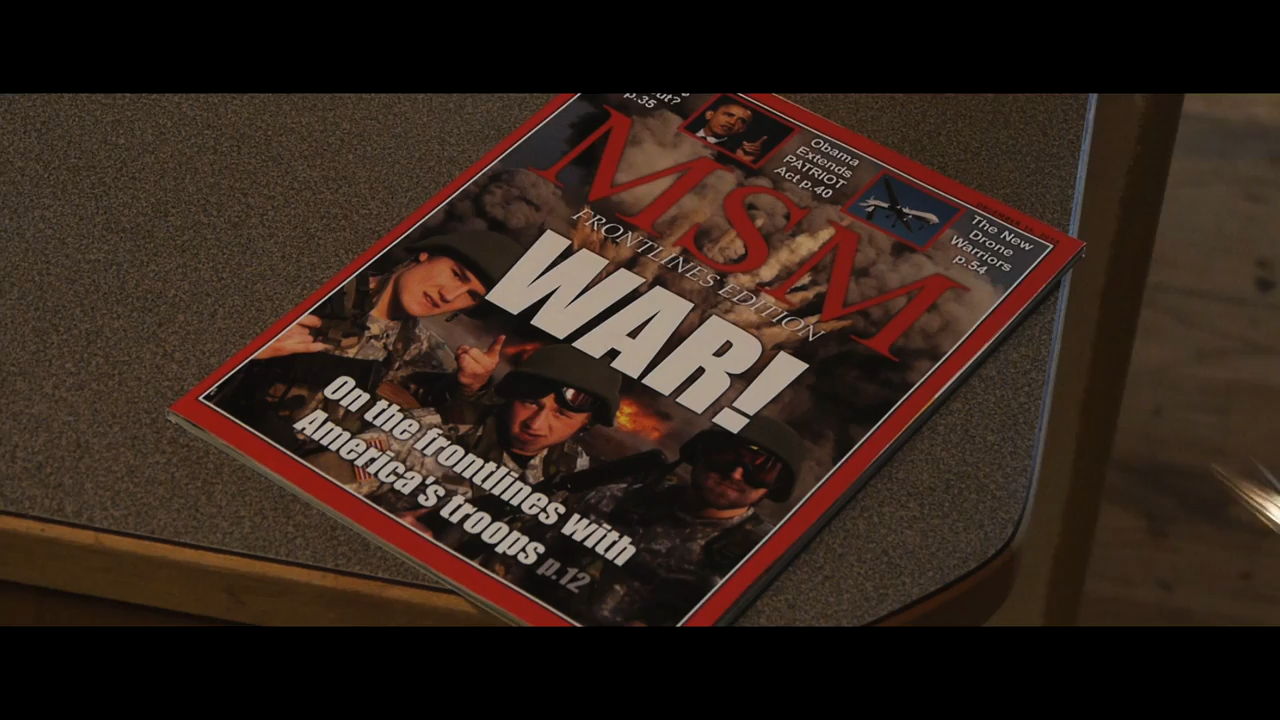 out?
p.35
Obama
Extends
PATRIOT
Act p.40
The New
Drone
Warriors
p.54
MSM
FRONTLINES EDITION
WAR!
On the frontlines with
America's troops p.12